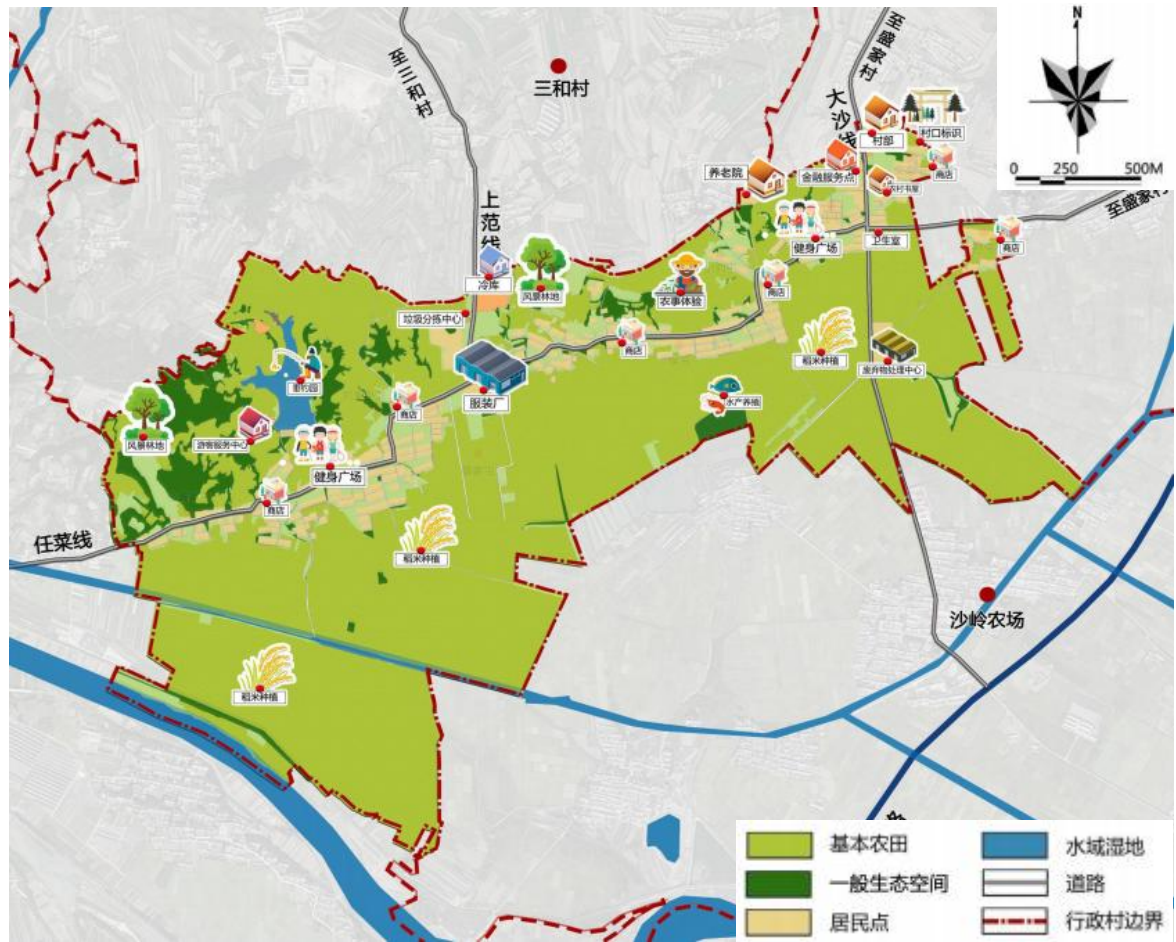 至三和村
三和村
至盛家村
大沙线
N
0 250 500M
村部
村口标识
养老院
金融服务点
商店
农村书屋
至盛家村
上范线
健身广场
卫生室
商店
冷库
风景林地
农事体验
商店
垃圾分拣中心
商店
稻米种植
废弃物处理中心
垂钓园
服装厂
水产养殖
商店
风景林地
游客服务中心
健身广场
商店
任菜线
稻米种植
沙岭农场
稻米种植
基本农田
水域湿地
一般生态空间
道路
居民点
行政村边界